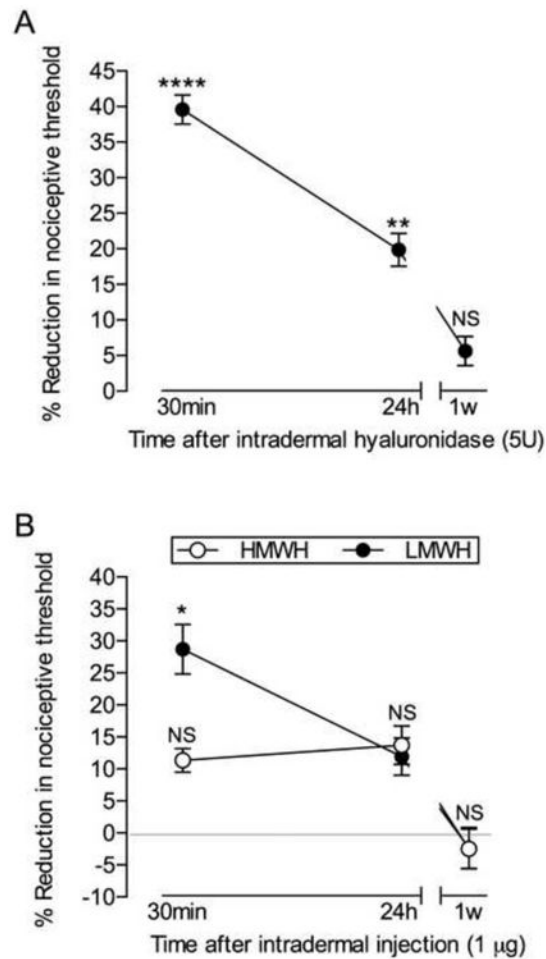 A
% Reduction in nociceptive threshold
45
40
35
30
25
20
15
10
5
0
****
**
NS
30min 24h 1w
Time after intradermal hyaluronidase (5U)
B
HMWH LMWH
% Reduction in nociceptive threshold
40
35
30
25
20
15
10
5
0
-5
-10
*
NS
NS
NS
30min 24h 1w
Time after intradermal injection (1 μg)